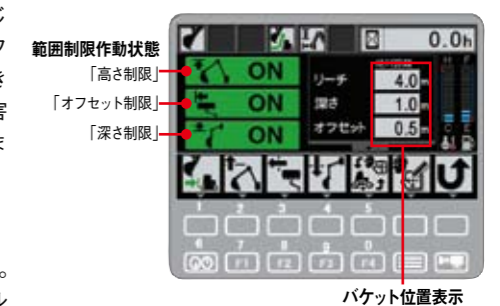 範囲制限作動状態
「高さ制限」
「オフセット制限」
「深さ制限」
0.0h
ON
リーチ 4.0m
ON
深さ 1.0m
ON
オフセット 0.5m
1 2 3 4 5
6 7 8 9 0
F1 F2 F3 F4
バケット位置表示